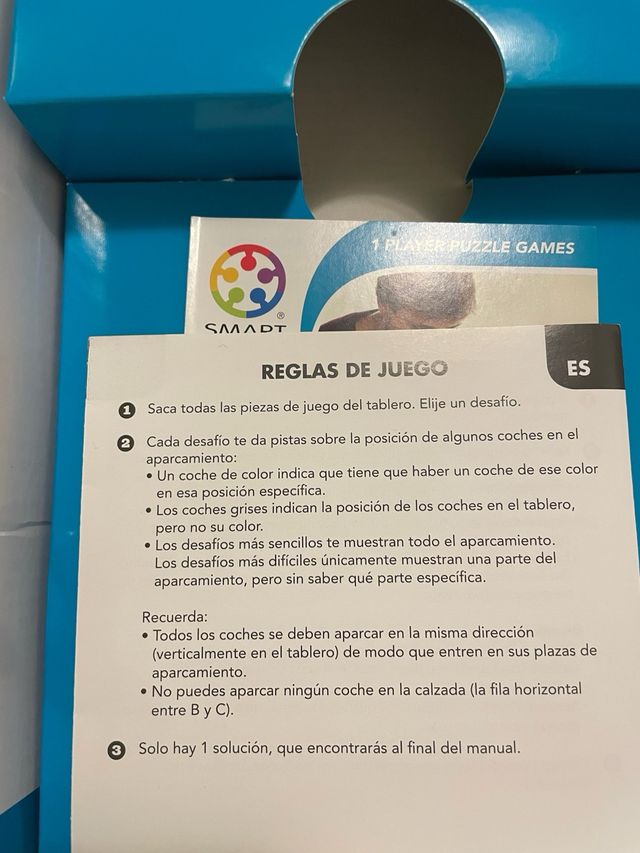 1 PLAYER PUZZLE GAMES
®
SMART
REGLAS DE JUEGO
ES
1 Saca todas las piezas de juego del tablero. Elije un desafío.
2 Cada desafío te da pistas sobre la posición de algunos coches en el
aparcamiento:
• Un coche de color indica que tiene que haber un coche de ese color
en esa posición específica.
• Los coches grises indican la posición de los coches en el tablero,
pero no su color.
• Los desafíos más sencillos te muestran todo el aparcamiento.
Los desafíos más difíciles únicamente muestran una parte del
aparcamiento, pero sin saber qué parte específica.
Recuerda:
• Todos los coches se deben aparcar en la misma dirección
(verticalmente en el tablero) de modo que entren en sus plazas de
aparcamiento.
• No puedes aparcar ningún coche en la calzada (la fila horizontal
entre B y C).
3 Solo hay 1 solución, que encontrarás al final del manual.